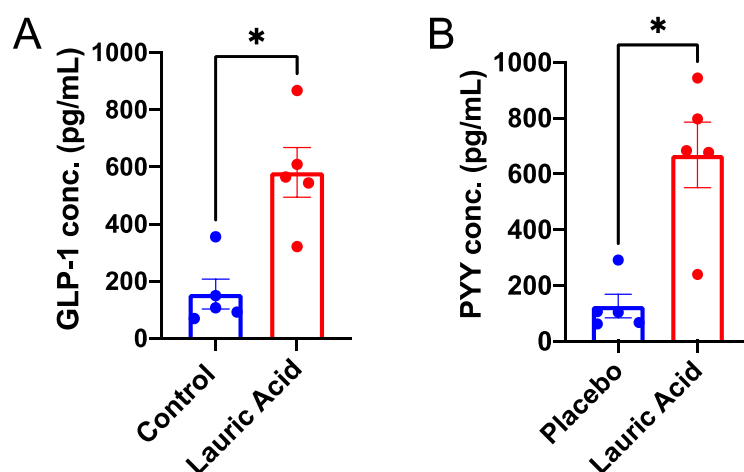 A
GLP-1 conc. (pg/mL)
1000
800
600
400
200
0
*
Control
Lauric Acid
B
PYY conc. (pg/mL)
1000
800
600
400
200
0
*
Placebo
Lauric Acid